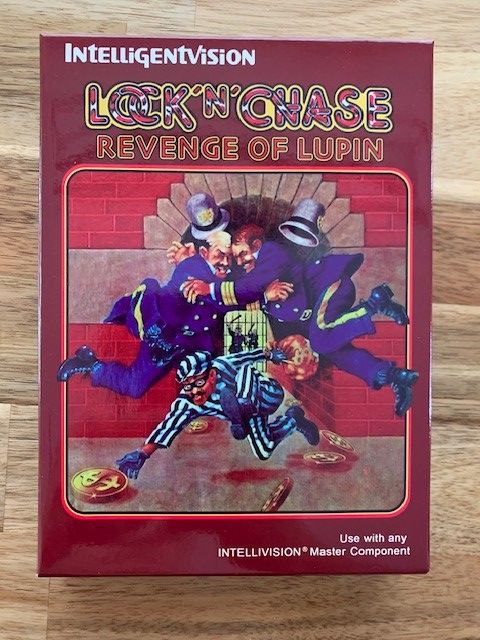 INTELLIGENTVISION
LOCK'N'CHASE
REVENGE OF LUPIN
Use with any
INTELLIVISION® Master Component